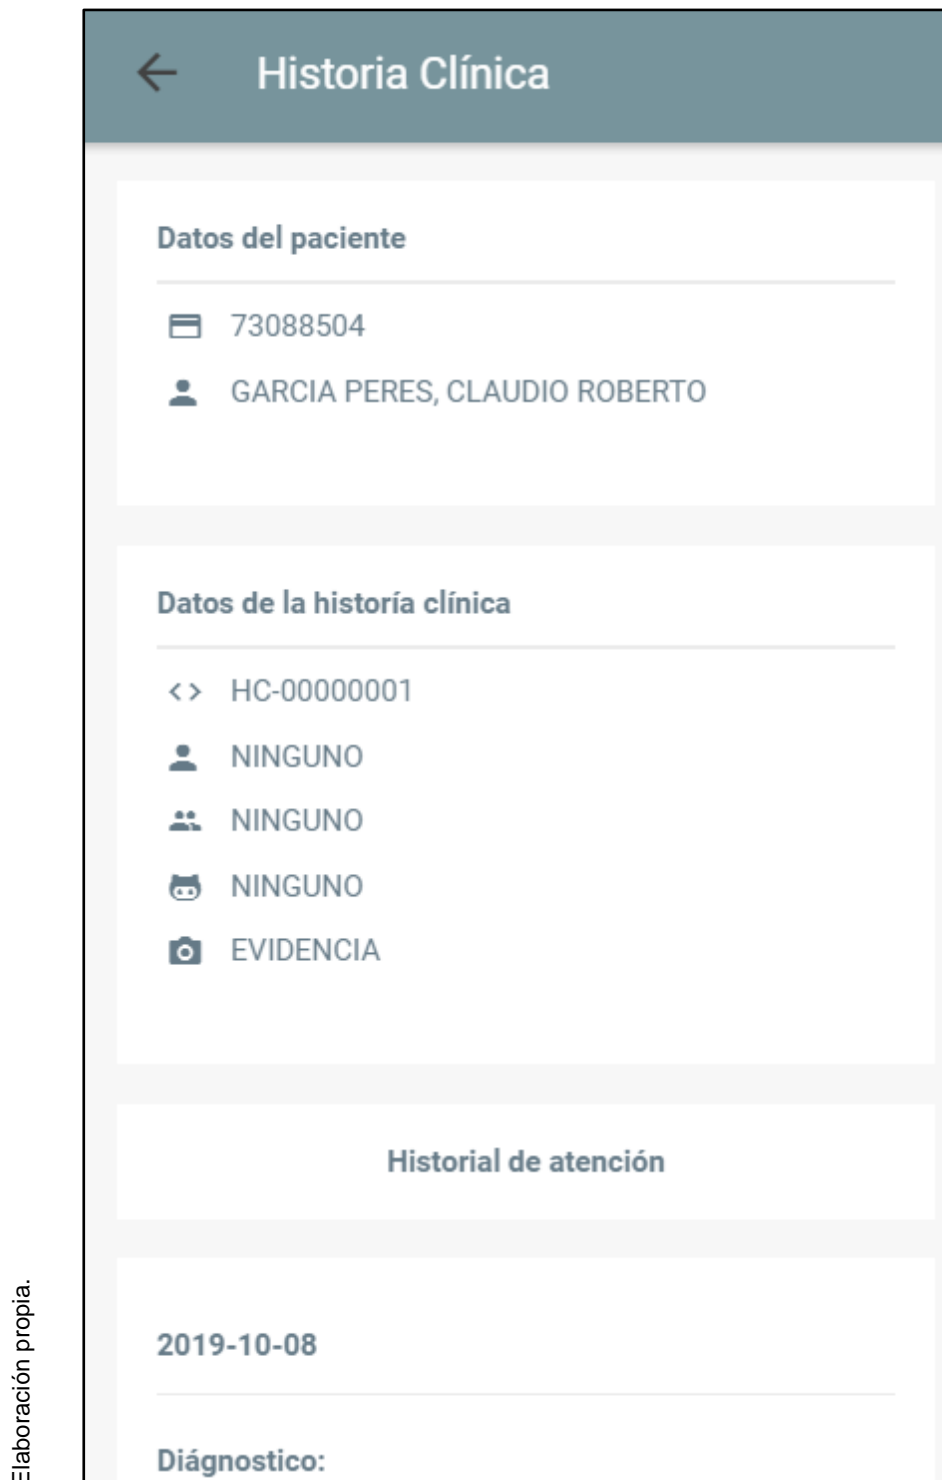 Historia Clínica
Datos del paciente
73088504
GARCIA PERES, CLAUDIO ROBERTO
Datos de la historía clínica
HC-00000001
NINGUNO
NINGUNO
NINGUNO
EVIDENCIA
Historial de atención
2019-10-08
Diágnostico:
Elaboración propia.